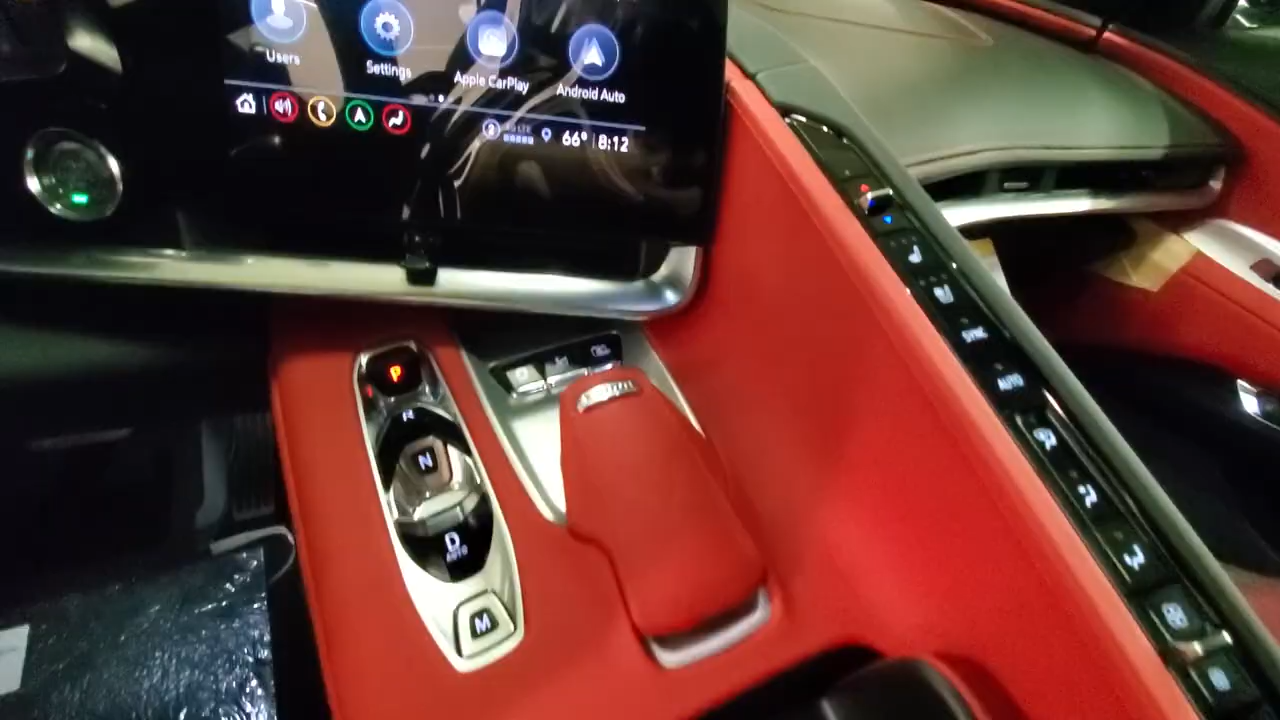 Users
Settings
Apple CarPlay
Android Auto
66° 8:12
P
R
N
D
AUTO
M
SYNC
AUTO